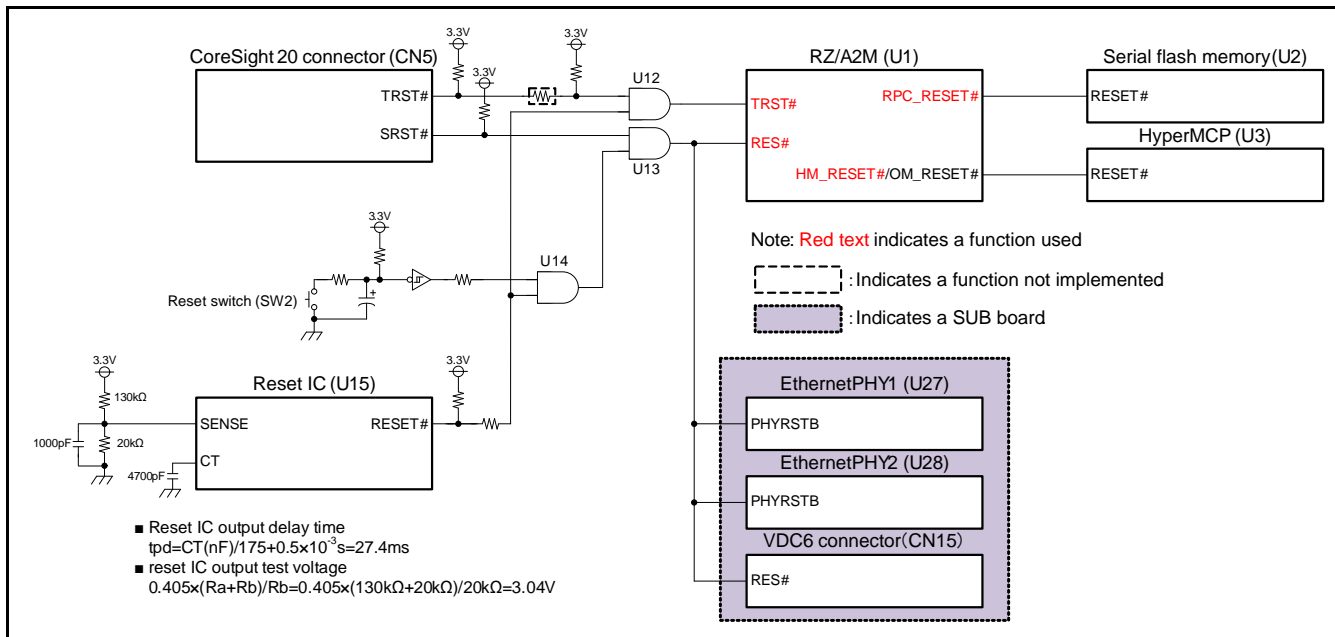 3.3V
3.3V
CoreSight 20 connector (CN5)
3.3V
TRST#
SRST#
U12
U13
RZ/A2M (U1)
TRST#
RES#
RPC_RESET#
HM_RESET#/OM_RESET#
Serial flash memory(U2)
RESET#
HyperMCP (U3)
RESET#
Note: Red text indicates a function used
: Indicates a function not implemented
: Indicates a SUB board
3.3V
U14
Reset switch (SW2)
+
3.3V
130kΩ
1000pF
20kΩ
4700pF
Reset IC (U15)
SENSE
CT
RESET#
3.3V
EthernetPHY1 (U27)
PHYRSTB
EthernetPHY2 (U28)
PHYRSTB
VDC6 connector(CN15)
RES#
■ Reset IC output delay time
tpd=CT(nF)/175+0.5×10-3s=27.4ms
■ reset IC output test voltage
0.405×(Ra+Rb)/Rb=0.405×(130kΩ+20kΩ)/20kΩ=3.04V